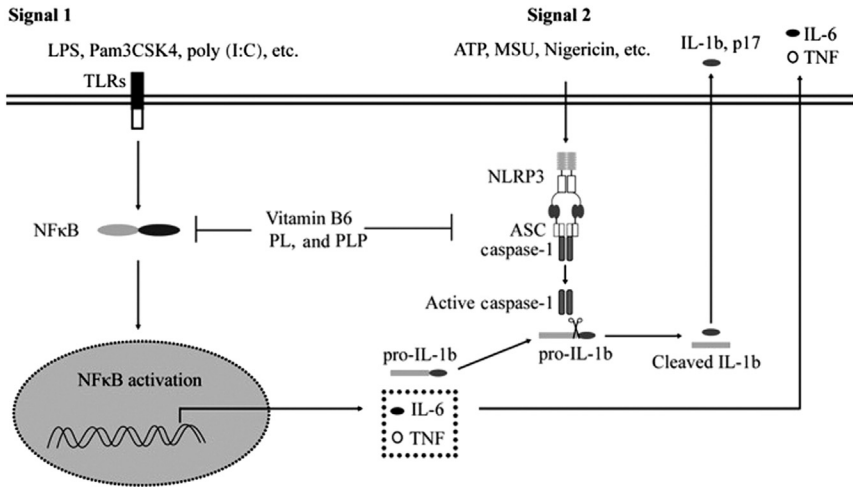 Signal 1
LPS, Pam3CSK4, poly (I:C), etc.
TLRs
Signal 2
ATP, MSU, Nigericin, etc.
IL-1b, p17
IL-6
TNF
NLRP3
ASC
caspase-1
NFκB
Vitamin B6
PL, and PLP
Active caspase-1
pro-IL-1b
pro-IL-1b
Cleaved IL-1b
NFκB activation
IL-6
TNF